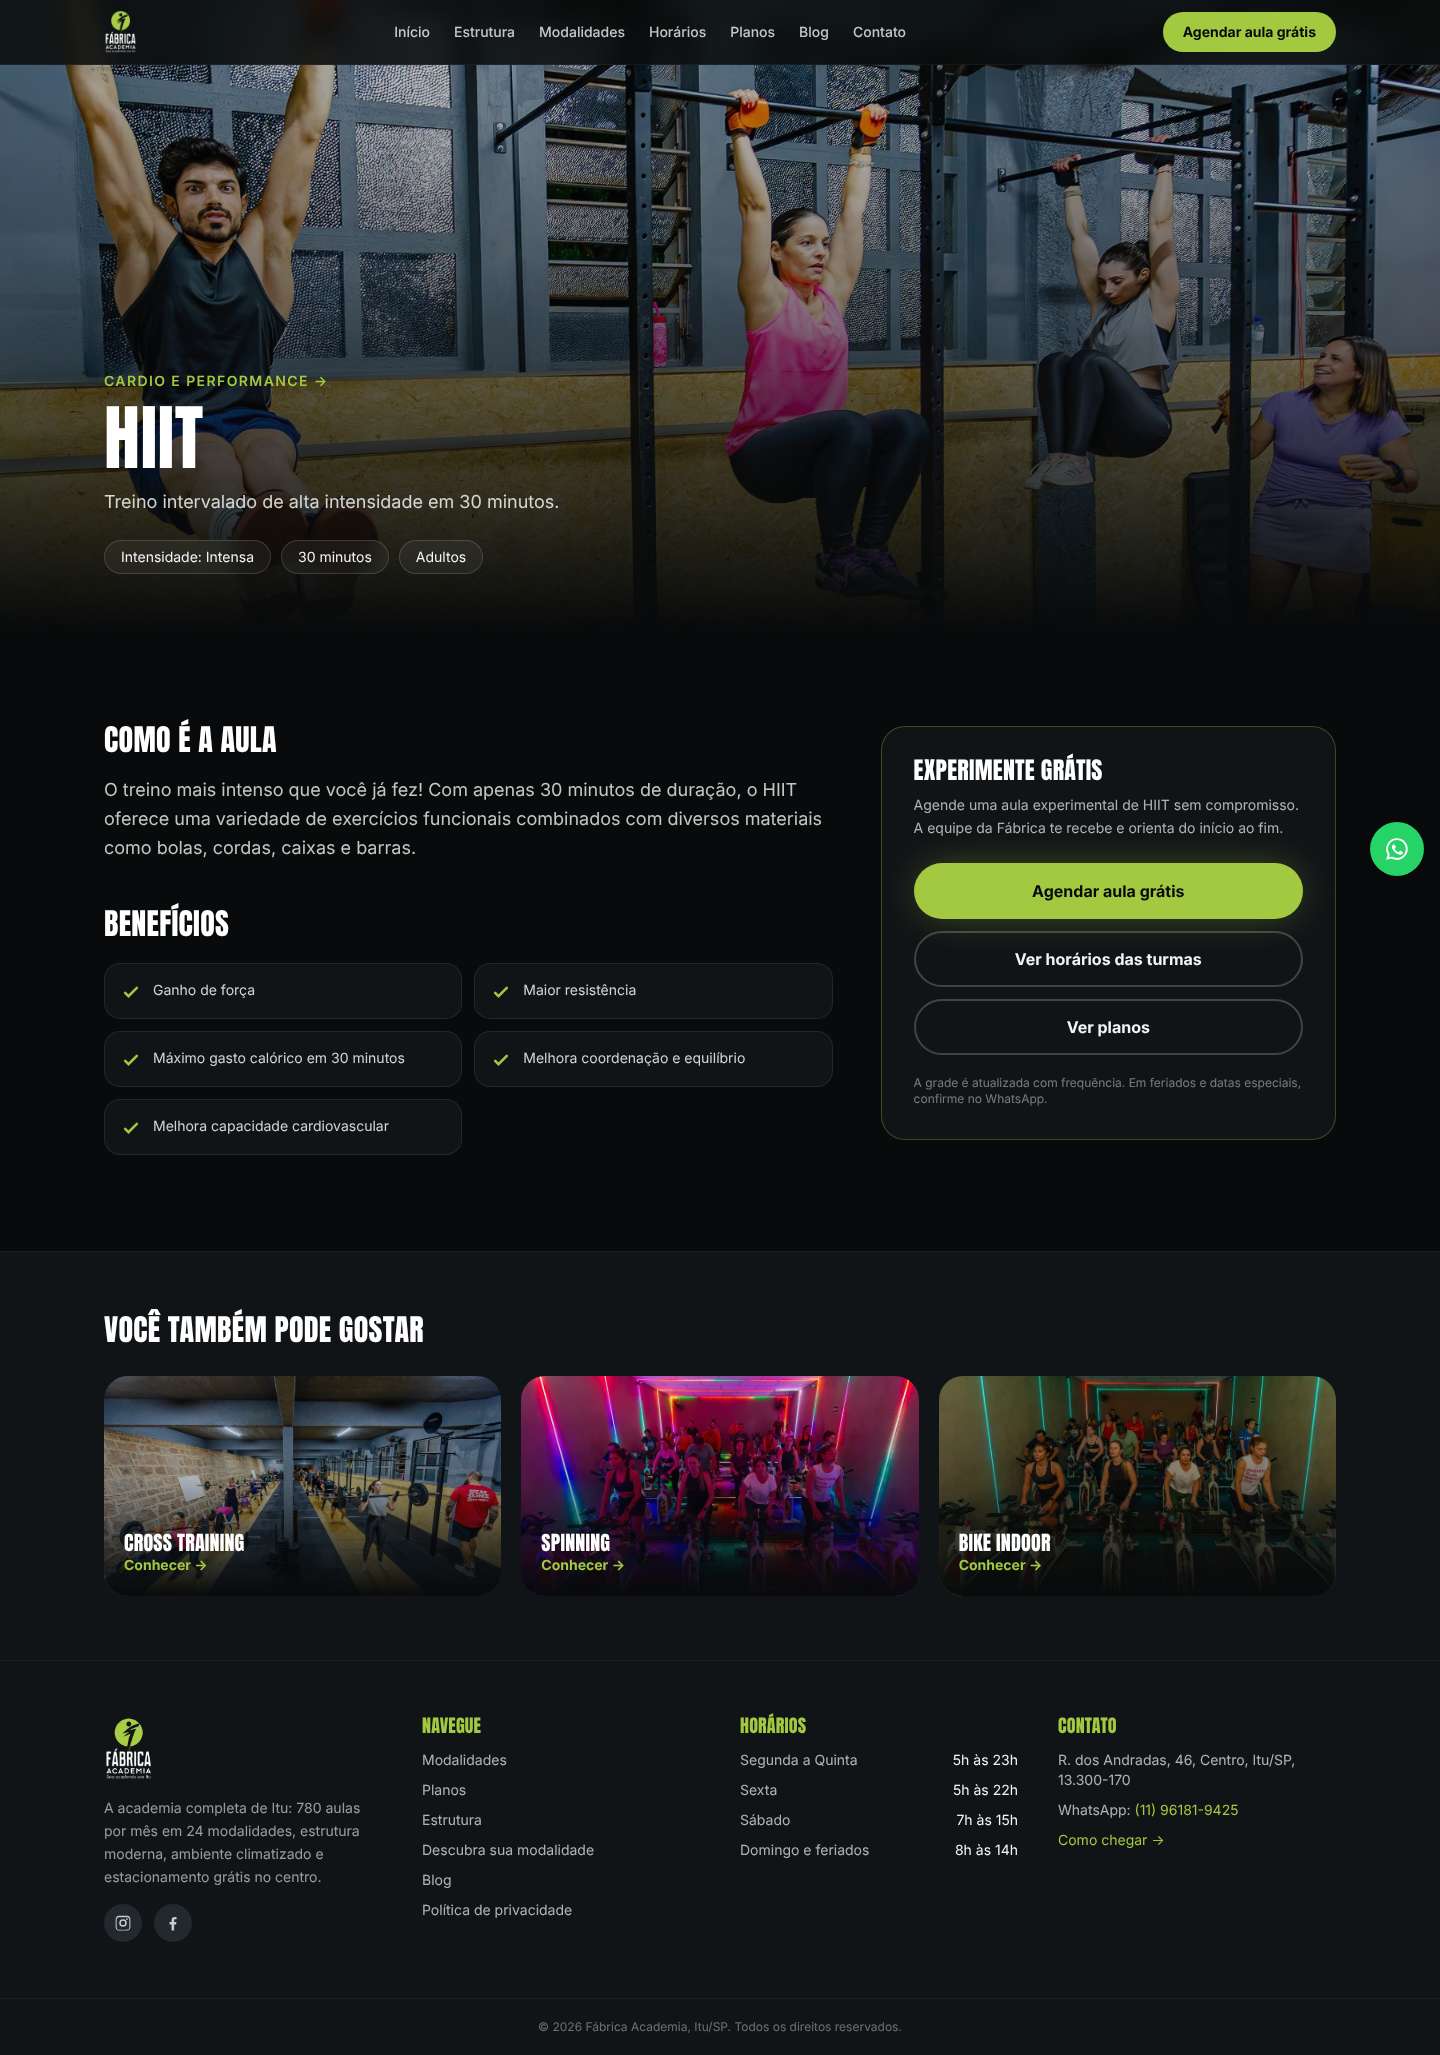 FÁBRICA
ACADEMIA
Início
Estrutura
Modalidades
Horários
Planos
Blog
Contato
Agendar aula grátis
CARDIO E PERFORMANCE →
HIIT
Treino intervalado de alta intensidade em 30 minutos.
Intensidade: Intensa
30 minutos
Adultos
COMO É A AULA
O treino mais intenso que você já fez! Com apenas 30 minutos de duração, o HIIT
oferece uma variedade de exercícios funcionais combinados com diversos materiais
como bolas, cordas, caixas e barras.
BENEFÍCIOS
Ganho de força
Maior resistência
Máximo gasto calórico em 30 minutos
Melhora coordenação e equilíbrio
Melhora capacidade cardiovascular
EXPERIMENTE GRÁTIS
Agende uma aula experimental de HIIT sem compromisso.
A equipe da Fábrica te recebe e orienta do início ao fim.
Agendar aula grátis
Ver horários das turmas
Ver planos
A grade é atualizada com frequência. Em feriados e datas especiais,
confirme no WhatsApp.
VOCÊ TAMBÉM PODE GOSTAR
CROSS TRAINING
Conhecer →
SPINNING
Conhecer →
BIKE INDOOR
Conhecer →
FÁBRICA
ACADEMIA
A academia completa de Itu: 780 aulas
por mês em 24 modalidades, estrutura
moderna, ambiente climatizado e
estacionamento grátis no centro.
NAVEGUE
Modalidades
Planos
Estrutura
Descubra sua modalidade
Blog
Política de privacidade
HORÁRIOS
Segunda a Quinta 5h às 23h
Sexta 5h às 22h
Sábado 7h às 15h
Domingo e feriados 8h às 14h
CONTATO
R. dos Andradas, 46, Centro, Itu/SP,
13.300-170
WhatsApp: (11) 96181-9425
Como chegar →
© 2026 Fábrica Academia, Itu/SP. Todos os direitos reservados.